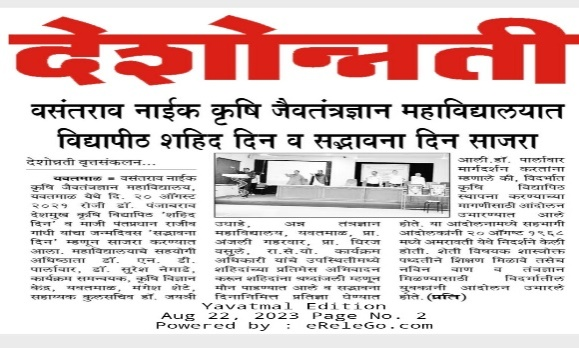 देशोन्नती
वसंतराव नाईक कृषि जैवतंत्रज्ञान महाविद्यालयात
विद्यापीठ शहिद दिन व सद्भावना दिन साजरा
देशोन्नती वृत्तसंकलन...
यवतमाळ - वसंतराव नाईक
कृषि जैवतंत्रज्ञान महाविद्यालय,
यवतमाळ येथे दि. २० ऑगस्ट
२०२१ रोजी डॉ. पंजाबराव
देशमुख कृषि विद्यापिठ 'शहिद
दिन' व माजी पंतप्रधान राजीव
गांधी यांचा जन्मदिवस 'सद्भावना
दिन' म्हणून साजरा करण्यात
आला. महाविद्यालयाचे सहयोगी
अधिष्ठाता डॉ. एन.डी.
पार्लावार, डॉ. सुरेश नेमाडे,
कार्यक्रम समन्वयक, कृषि विज्ञान
केंद्र, यवतमाळ, मंगेश शेटे,
सहाय्यक कुलसचिव डॉ. जयश्री
उघाडे, अन्न तंत्रज्ञान
महाविद्यालय, यवतमाळ, प्रा.
अंजली गहरवार, प्रा. धिरज
वसुले, रा.से.यो. कार्यक्रम
अधिकारी यांचे उपस्थितीमध्ये
शहिदांच्या प्रतिमेस अभिवादन
करून शहिदांना श्रध्दांजली म्हणून
मौन पाळण्यात आले व सद्भावना
दिनानिमित्त प्रतिज्ञा घेण्यात
आली.डॉ. पार्लावार
मार्गदर्शन करतांना
म्हणाले की, विदर्भात
कृषि विद्यापिठ
स्थापना करण्याच्या
मागणीसाठी आंदोलन
उभारण्यात आले
होते. या आंदोलनामध्ये सहभागी
आंदोलकांनी २० ऑगष्ट १९६८
मध्ये अमरावती येथे निदर्शने केली
होती. शेती विषयक शास्त्रोक्त
पध्दतीने शिक्षण मिळावे तसेच
नविन वाण व तंत्रज्ञान
मिळण्यासाठी विदर्भातील
युवकांनी आंदोलन उभारले
होते.(प्रति)
Yavatmal Edition
Aug 22, 2023 Page No. 2
Powered by : eReleGo.com